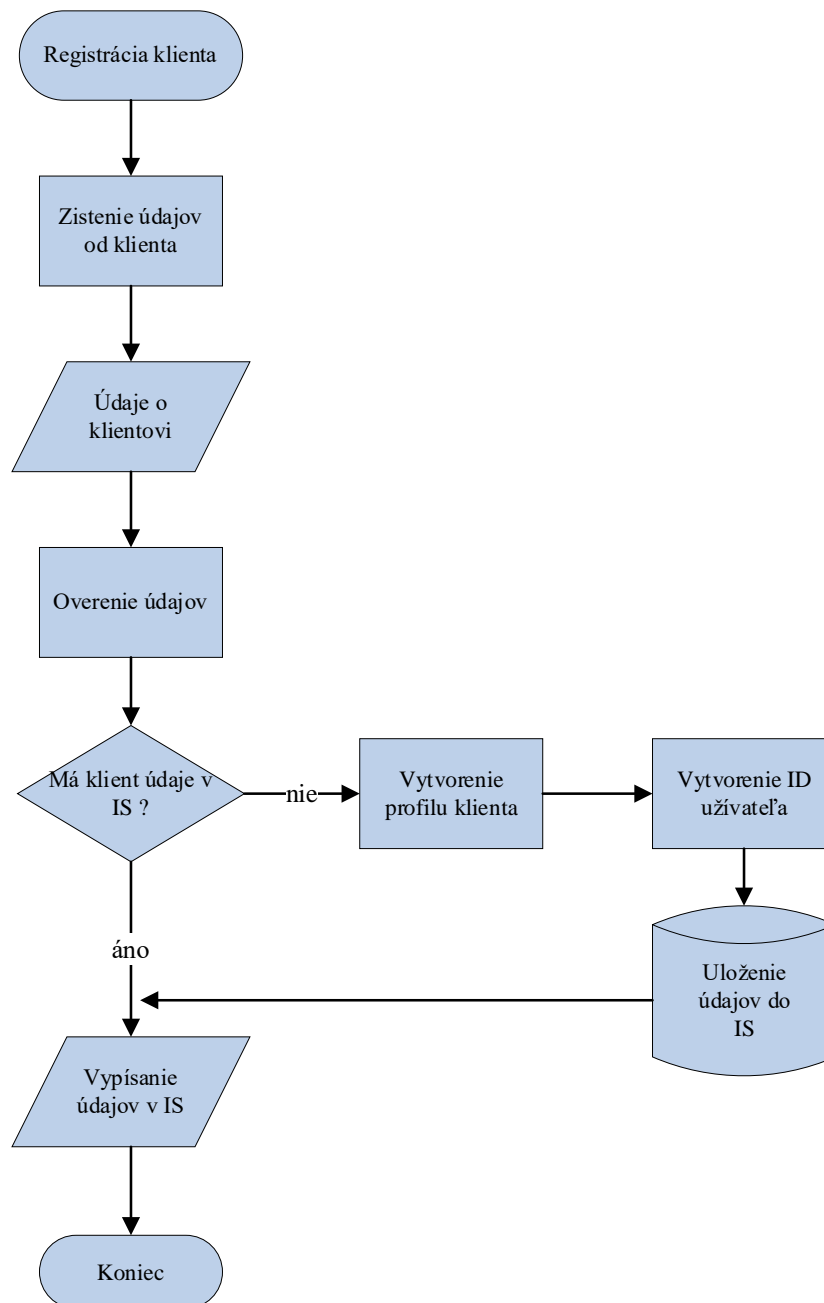 Registrácia klienta
Zistenie údajov
od klienta
Údaje o
klientovi
Overenie údajov
Má klient údaje v
IS ?
nie
Vytvorenie
profilu klienta
Vytvorenie ID
užívateľa
áno
Uloženie
údajov do
IS
Vypísanie
údajov v IS
Koniec